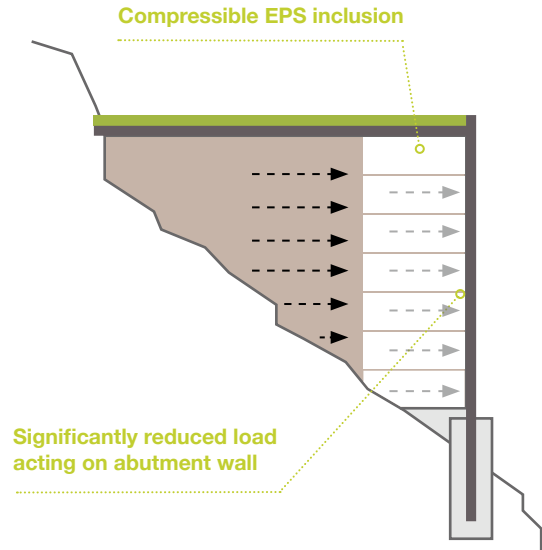 Compressible EPS inclusion
Significantly reduced load
acting on abutment wall